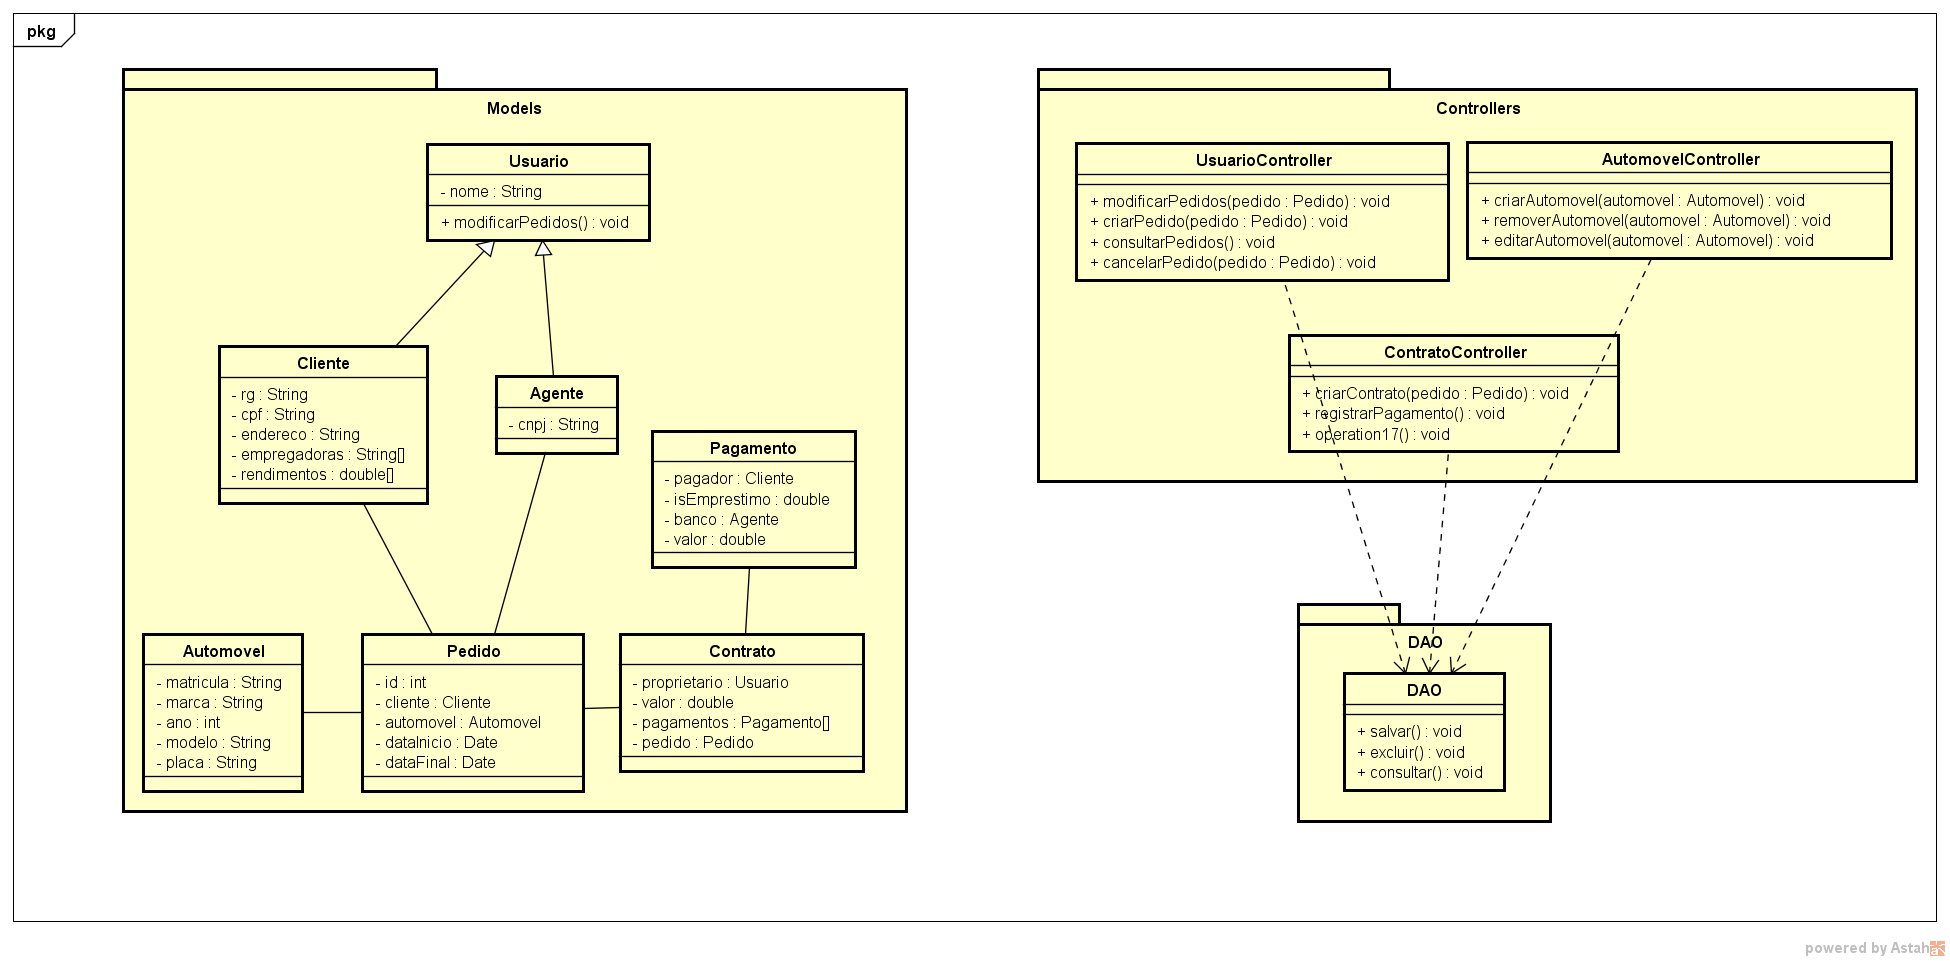 pkg
Models
Usuario
- nome : String
+ modificarPedidos() : void
Cliente
- rg : String
- cpf : String
- endereco : String
- empregadoras : String[]
- rendimentos : double[]
Agente
- cnpj : String
Pagamento
- pagador : Cliente
- isEmprestimo : double
- banco : Agente
- valor : double
Automovel
- matricula : String
- marca : String
- ano : int
- modelo : String
- placa : String
Pedido
- id : int
- cliente : Cliente
- automovel : Automovel
- dataInicio : Date
- dataFinal : Date
Contrato
- proprietario : Usuario
- valor : double
- pagamentos : Pagamento[]
- pedido : Pedido
Controllers
UsuarioController
+ modificarPedidos(pedido : Pedido) : void
+ criarPedido(pedido : Pedido) : void
+ consultarPedidos() : void
+ cancelarPedido(pedido : Pedido) : void
AutomovelController
+ criarAutomovel(automovel : Automovel) : void
+ removerAutomovel(automovel : Automovel) : void
+ editarAutomovel(automovel : Automovel) : void
ContratoController
+ criarContrato(pedido : Pedido) : void
+ registrarPagamento() : void
+ operation17() : void
DAO
DAO
+ salvar() : void
+ excluir() : void
+ consultar() : void
powered by Astah